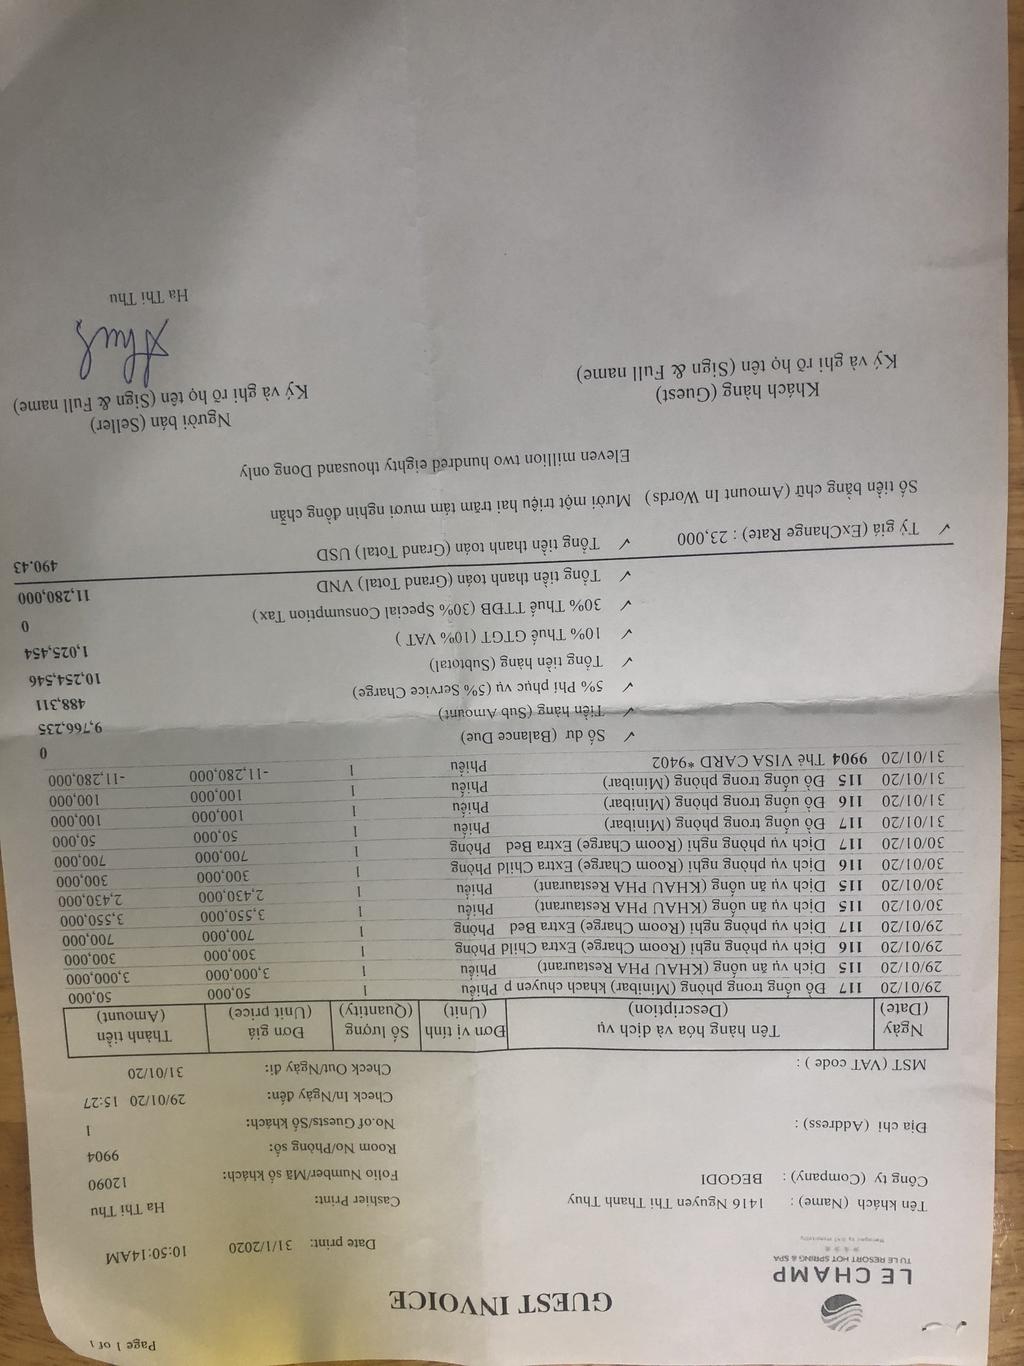 Page 1 of 1
GUEST INVOICE
LE CHAMP
TU LE RESORT HOT SPRING & SPA
Date print: 31/1/2020 10:50:14AM
Tên khách (Name) : 1416 Nguyen Thi Thanh Thuy
Cashier Print: Ha Thi Thu
Công ty (Company) : BEGODI
Folio Number/Mã số khách: 12090
Room No/Phòng số: 9904
Địa chỉ (Address) :
No.of Guests/Số khách: 1
Check In/Ngày đến: 29/01/20 15:27
MST (VAT code ) :
Check Out/Ngày đi: 31/01/20
Ngày (Date) Tên hàng hóa và dịch vụ (Description) Đơn vị tính (Unit) Số lượng (Quantity) Đơn giá (Unit price) Thành tiền (Amount)
29/01/20 117 Đồ uống trong phòng (Minibar) khach chuyen p Phiếu 1 50,000 50,000
29/01/20 115 Dịch vụ ăn uống (KHAU PHA Restaurant) Phiếu 1 3,000,000 3,000,000
29/01/20 116 Dịch vụ phòng nghỉ (Room Charge) Extra Child Phòng 1 300,000 300,000
29/01/20 117 Dịch vụ phòng nghỉ (Room Charge) Extra Bed Phòng 1 700,000 700,000
30/01/20 115 Dịch vụ ăn uống (KHAU PHA Restaurant) Phiếu 1 3,550,000 3,550,000
30/01/20 115 Dịch vụ ăn uống (KHAU PHA Restaurant) Phiếu 1 2,430,000 2,430,000
30/01/20 116 Dịch vụ phòng nghỉ (Room Charge) Extra Child Phòng 1 300,000 300,000
30/01/20 117 Dịch vụ phòng nghỉ (Room Charge) Extra Bed Phòng 1 700,000 700,000
31/01/20 117 Đồ uống trong phòng (Minibar) Phiếu 1 50,000 50,000
31/01/20 116 Đồ uống trong phòng (Minibar) Phiếu 1 100,000 100,000
31/01/20 115 Đồ uống trong phòng (Minibar) Phiếu 1 100,000 100,000
31/01/20 9904 Thẻ VISA CARD *9402 Phiếu 1 -11,280,000 -11,280,000
✓ Số dư (Balance Due) 0
✓ Tiền hàng (Sub Amount) 9,766,235
✓ 5% Phí phục vụ (5% Service Charge) 488,311
✓ Tổng tiền hàng (Subtotal) 10,254,546
✓ 10% Thuế GTGT (10% VAT ) 1,025,454
✓ 30% Thuế TTĐB (30% Special Consumption Tax) 0
✓ Tổng tiền thanh toán (Grand Total) VND 11,280,000
✓ Tỷ giá (ExChange Rate) : 23,000 ✓ Tổng tiền thanh toán (Grand Total) USD 490.43
Số tiền bằng chữ (Amount In Words) Mười một triệu hai trăm tám mươi nghìn đồng chẵn
Eleven million two hundred eighty thousand Dong only
Khách hàng (Guest) Người bán (Seller)
Ký và ghi rõ họ tên (Sign & Full name) Ký và ghi rõ họ tên (Sign & Full name)
Ha Thi Thu